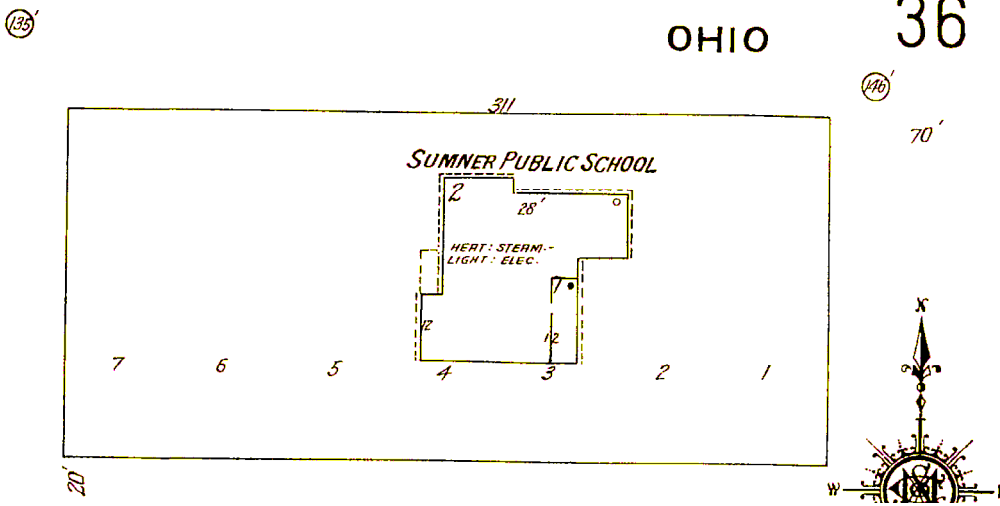 135'
OHIO
36
146'
311
70'
SUMNER PUBLIC SCHOOL
2
28'
HEAT: STEAM.-
LIGHT: ELEC.
1
12
12
7 6 5 4 3 2 1
N
20'
W